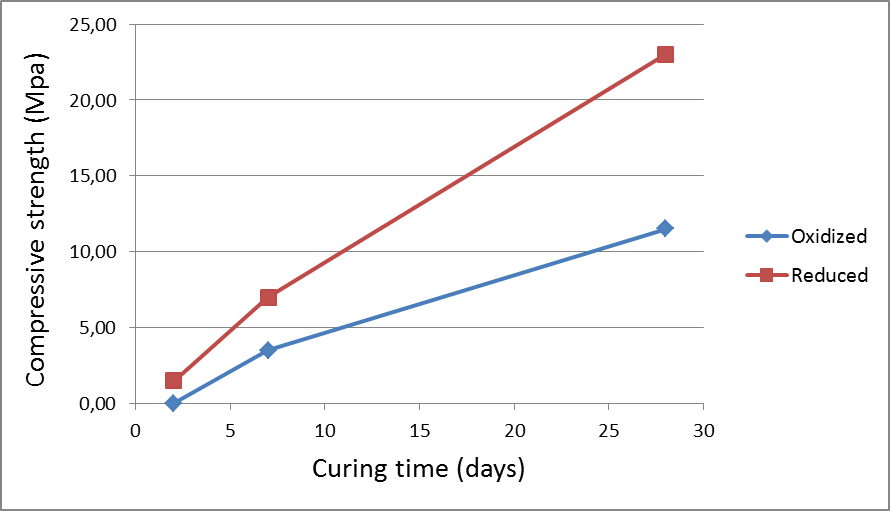 25,00
20,00
15,00
10,00
5,00
0,00
Compressive strength (Mpa)
0 5 10 15 20 25 30
Curing time (days)
Oxidized
Reduced